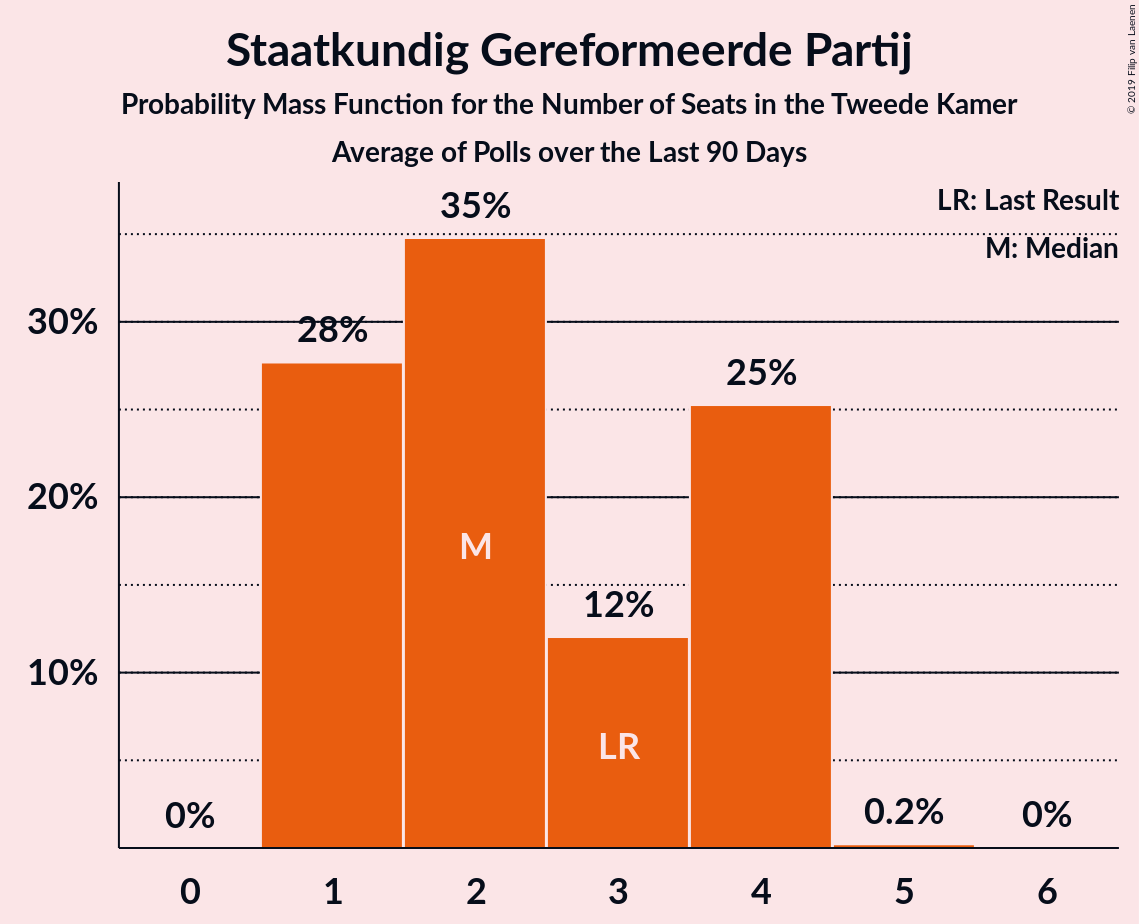 Staatkundig Gereformeerde Partij
Probability Mass Function for the Number of Seats in the Tweede Kamer
Average of Polls over the Last 90 Days
© 2019 Filip van Laenen
LR: Last Result
M: Median
35%
30%
28%
25%
20%
M
12%
10%
LR
0%
0.2%
0%
0 1 2 3 4 5 6